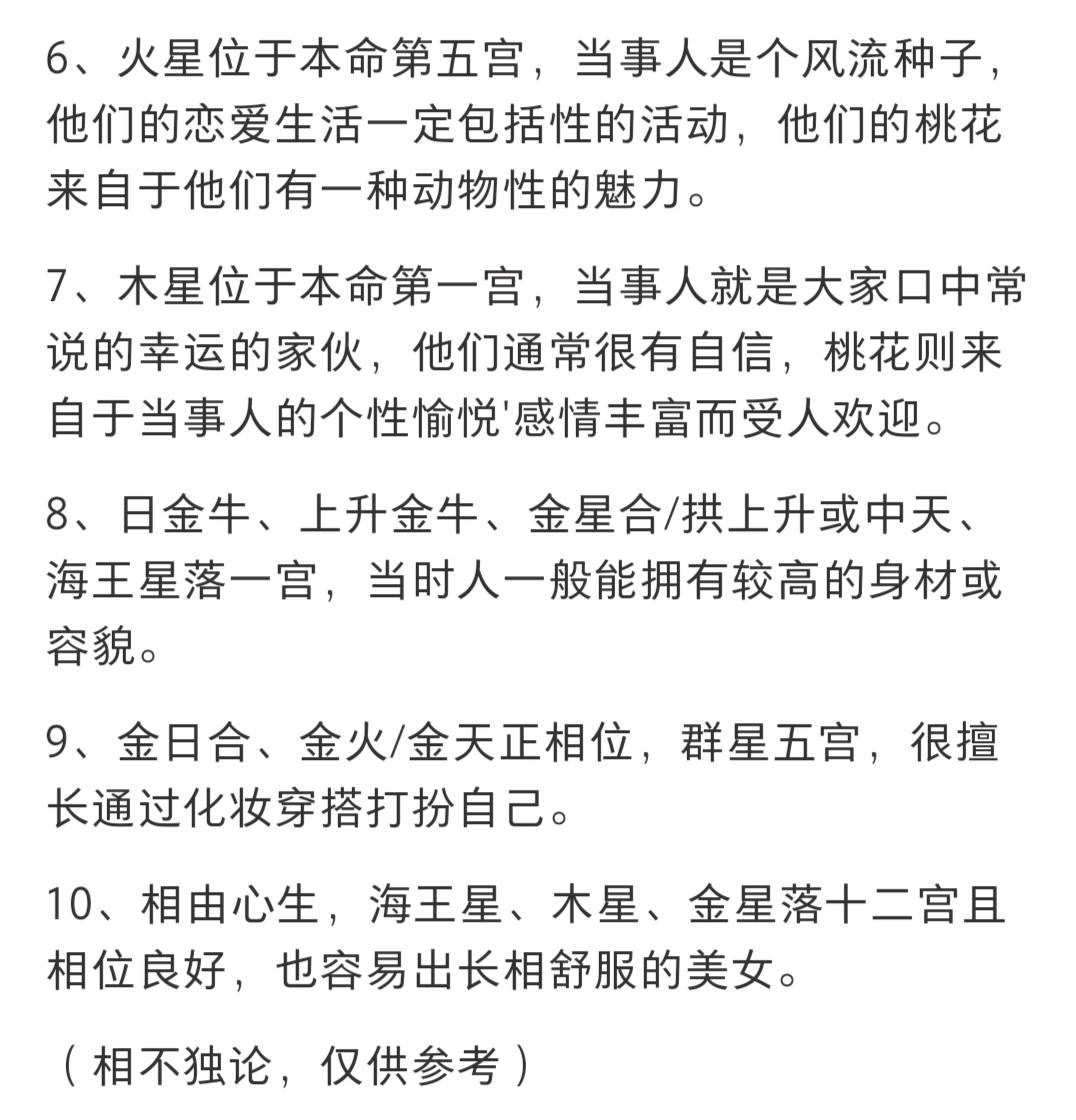 6、火星位于本命第五宫，当事人是个风流种子，
他们的恋爱生活一定包括性的活动，他们的桃花
来自于他们有一种动物性的魅力。
7、木星位于本命第一宫，当事人就是大家口中常
说的幸运的家伙，他们通常很有自信，桃花则来
自于当事人的个性愉悦'感情丰富而受人欢迎。
8、日金牛、上升金牛、金星合/拱上升或中天、
海王星落一宫，当时人一般能拥有较高的身材或
容貌。
9、金日合、金火/金天正相位，群星五宫，很擅
长通过化妆穿搭打扮自己。
10、相由心生，海王星、木星、金星落十二宫且
相位良好，也容易出长相舒服的美女。
（相不独论，仅供参考）